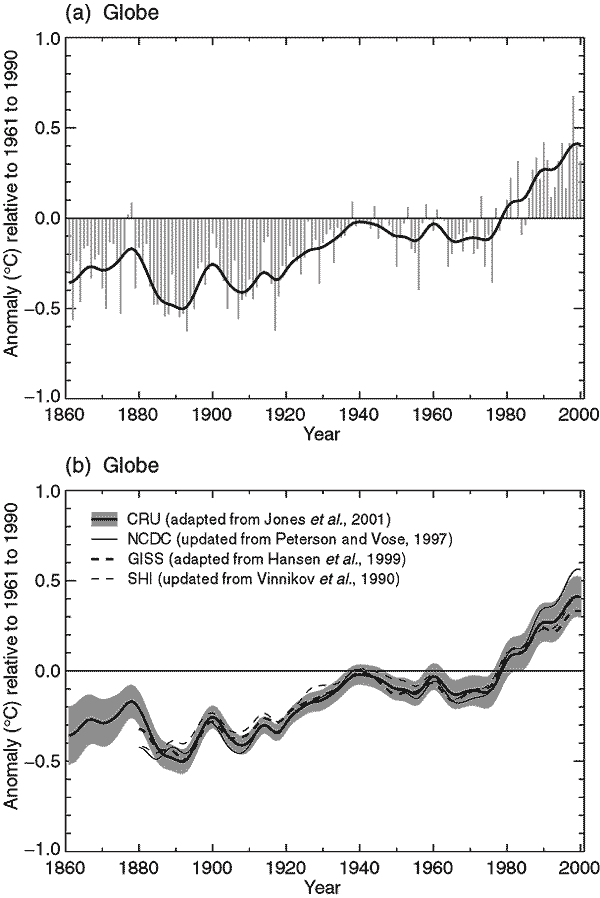 (a) Globe
Anomaly (°C) relative to 1961 to 1990
1.0
0.5
0.0
−0.5
−1.0
1860 1880 1900 1920 1940 1960 1980 2000
Year
(b) Globe
Anomaly (°C) relative to 1961 to 1990
1.0
CRU (adapted from Jones et al., 2001)
NCDC (updated from Peterson and Vose, 1997)
GISS (adapted from Hansen et al., 1999)
SHI (updated from Vinnikov et al., 1990)
0.5
0.0
−0.5
−1.0
1860 1880 1900 1920 1940 1960 1980 2000
Year